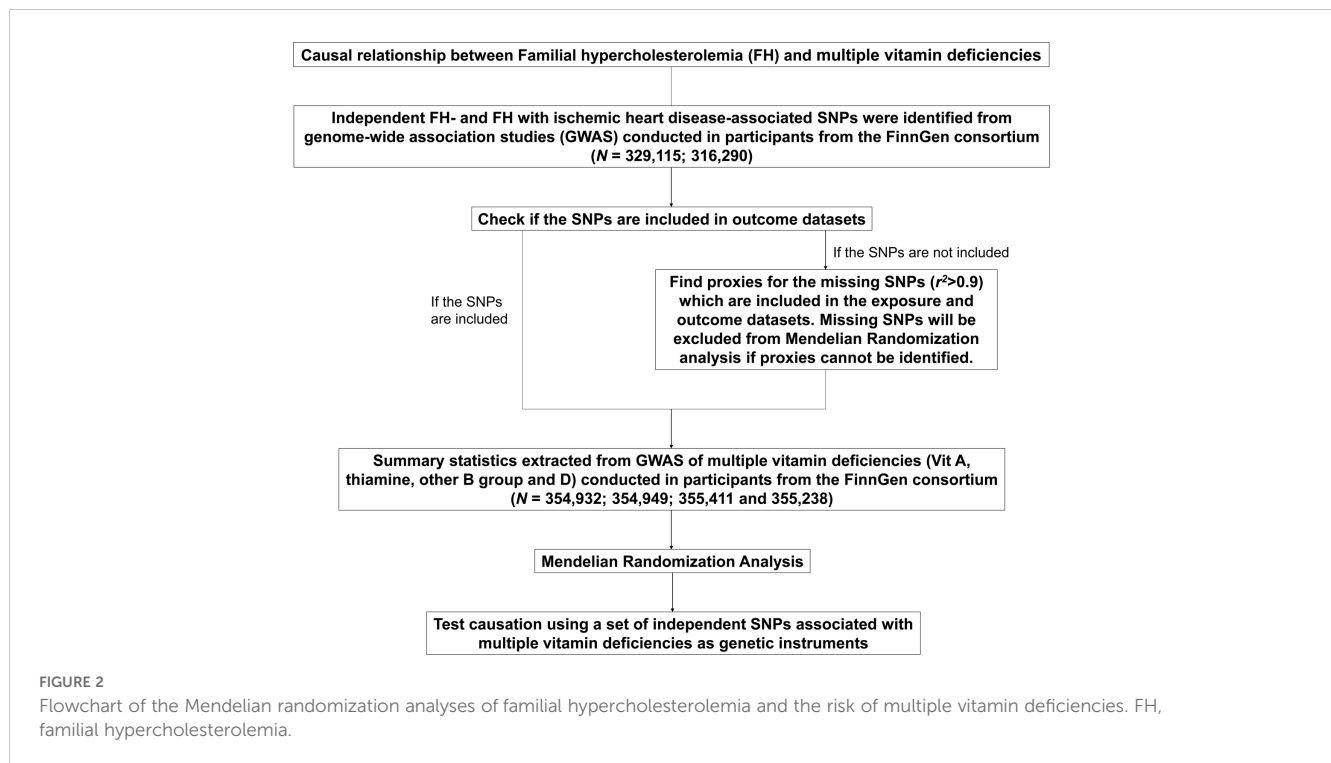 Causal relationship between Familial hypercholesterolemia (FH) and multiple vitamin deficiencies
Independent FH- and FH with ischemic heart disease-associated SNPs were identified from
genome-wide association studies (GWAS) conducted in participants from the FinnGen consortium
(N = 329,115; 316,290)
Check if the SNPs are included in outcome datasets
If the SNPs are not included
If the SNPs
are included
Find proxies for the missing SNPs (r²>0.9)
which are included in the exposure and
outcome datasets. Missing SNPs will be
excluded from Mendelian Randomization
analysis if proxies cannot be identified.
Summary statistics extracted from GWAS of multiple vitamin deficiencies (Vit A,
thiamine, other B group and D) conducted in participants from the FinnGen consortium
(N = 354,932; 354,949; 355,411 and 355,238)
Mendelian Randomization Analysis
Test causation using a set of independent SNPs associated with
multiple vitamin deficiencies as genetic instruments
FIGURE 2
Flowchart of the Mendelian randomization analyses of familial hypercholesterolemia and the risk of multiple vitamin deficiencies. FH,
familial hypercholesterolemia.